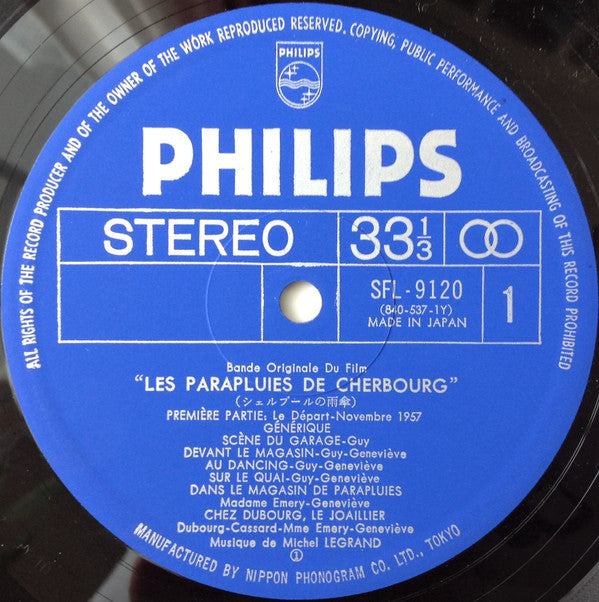 ALL RIGHTS OF THE RECORD PRODUCER AND OF THE OWNER OF THE WORK REPRODUCED RESERVED. COPYING, PUBLIC PERFORMANCE AND BROADCASTING OF THIS RECORD PROHIBITED
PHILIPS
PHILIPS
STEREO 33 1/3
SFL-9120 1
(840-537-1Y)
MADE IN JAPAN
Bande Originale Du Film
"LES PARAPLUIES DE CHERBOURG"
(シェルブールの雨傘)
PREMIÈRE PARTIE: Le Départ-Novembre 1957
GÉNÉRIQUE
SCÈNE DU GARAGE-Guy
DEVANT LE MAGASIN-Guy-Geneviève
AU DANCING-Guy-Geneviève
SUR LE QUAI-Guy-Geneviève
DANS LE MAGASIN DE PARAPLUIES
Madame Emery-Geneviève
CHEZ DUBOURG, LE JOAILLIER
Dubourg-Cassard-Mme Emery-Geneviève
Musique de Michel LEGRAND
①
MANUFACTURED BY NIPPON PHONOGRAM CO. LTD., TOKYO